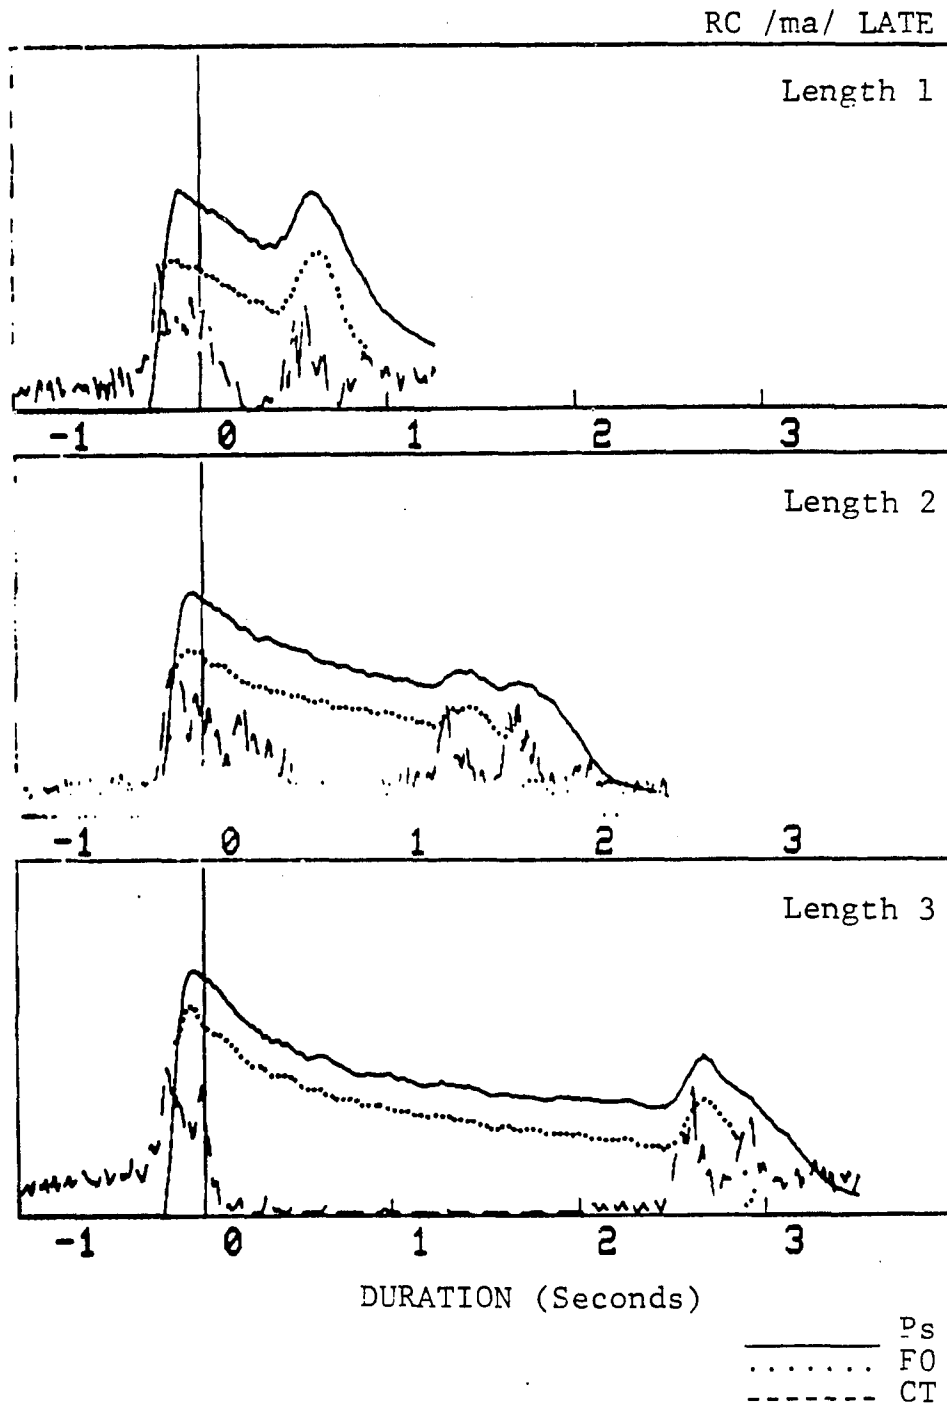 RC /ma/ LATE
Length 1
-1 0 1 2 3
Length 2
-1 0 1 2 3
Length 3
-1 0 1 2 3
DURATION (Seconds)
Ps
F0
CT